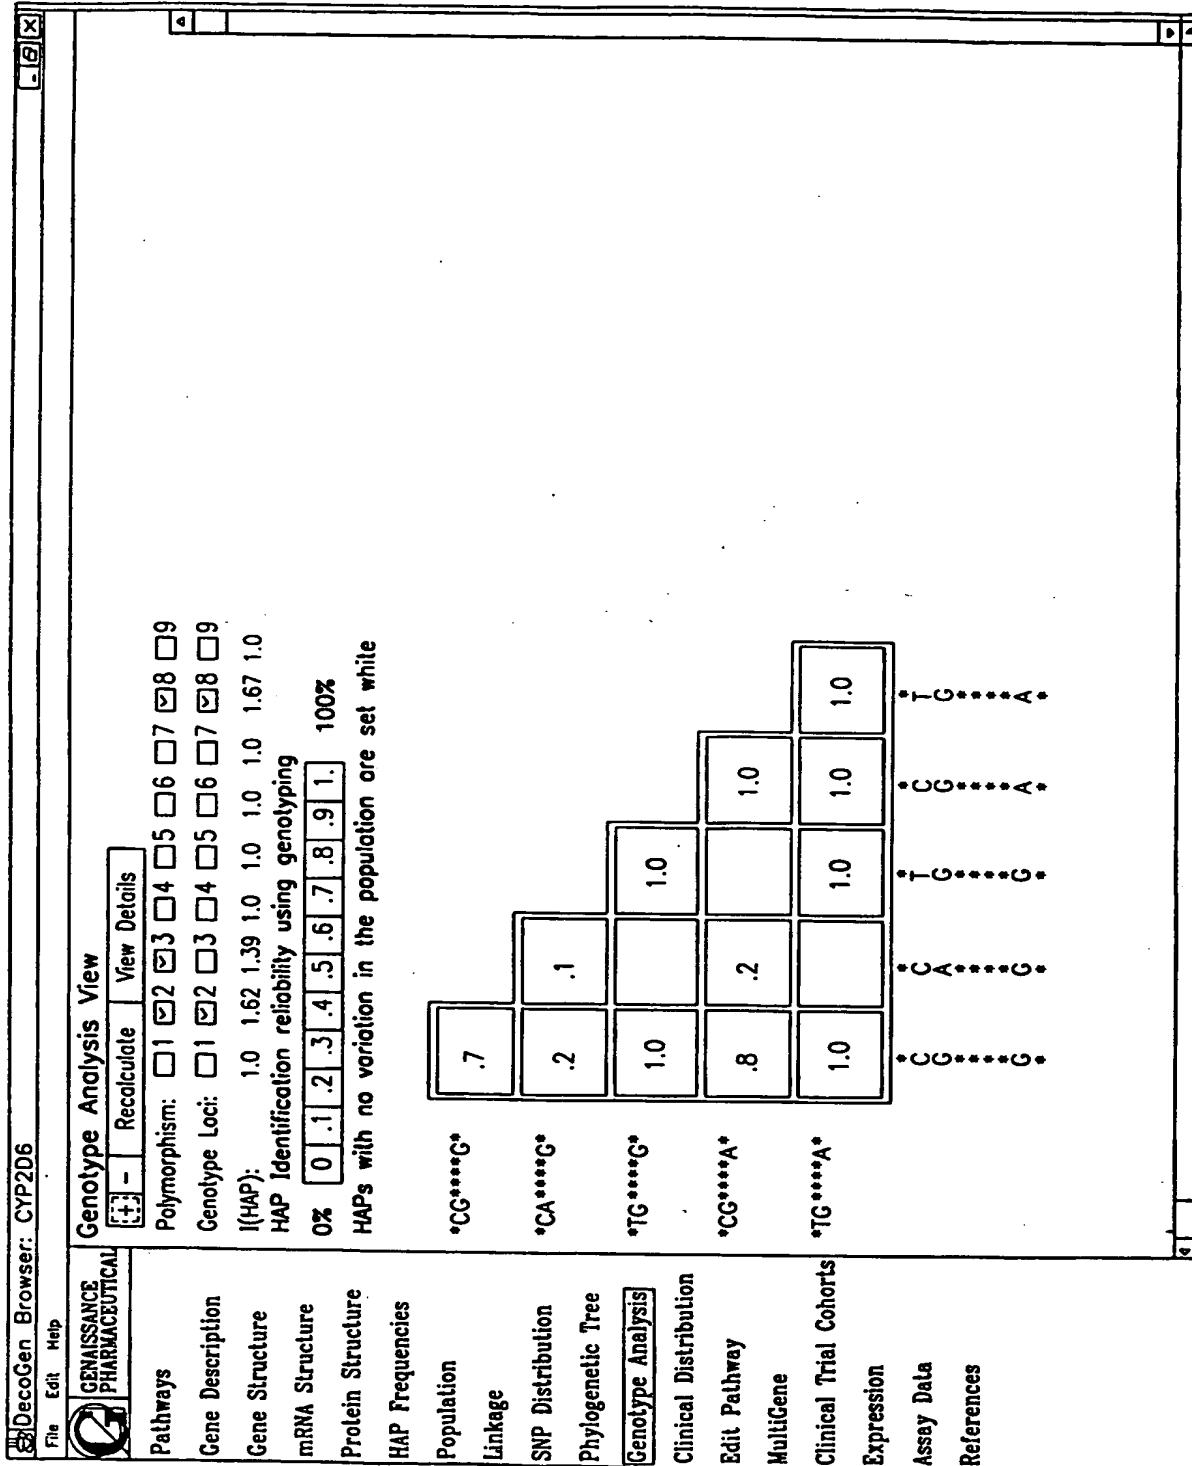 DecoGen Browser: CYP2D6
File Edit Help
GENAISSANCE
PHARMACEUTICAL
Pathways
Gene Description
Gene Structure
mRNA Structure
Protein Structure
HAP Frequencies
Population
Linkage
SNP Distribution
Phylogenetic Tree
Genotype Analysis
Clinical Distribution
Edit Pathway
MultiGene
Clinical Trial Cohorts
Expression
Assay Data
References
Genotype Analysis View
+ - Recalculate View Details
Polymorphism: ☐1 ☑2 ☑3 ☐4 ☐5 ☐6 ☐7 ☑8 ☐9
Genotype Loci: ☐1 ☑2 ☐3 ☐4 ☐5 ☐6 ☐7 ☑8 ☐9
I(HAP): 1.0 1.62 1.39 1.0 1.0 1.0 1.0 1.67 1.0
HAP Identification reliability using genotyping
0% 0 .1 .2 .3 .4 .5 .6 .7 .8 .9 1. 100%
HAPs with no variation in the population are set white
*CG****G* .7
*CA****G* .2 .1
*TG****G* 1.0 1.0
*CG****A* .8 .2 1.0
*TG****A* 1.0 1.0 1.0 1.0
* * * * *
C C T C T
G A G G G
* * * * *
* * * * *
* * * * *
* * * * *
G G G A A
* * * * *